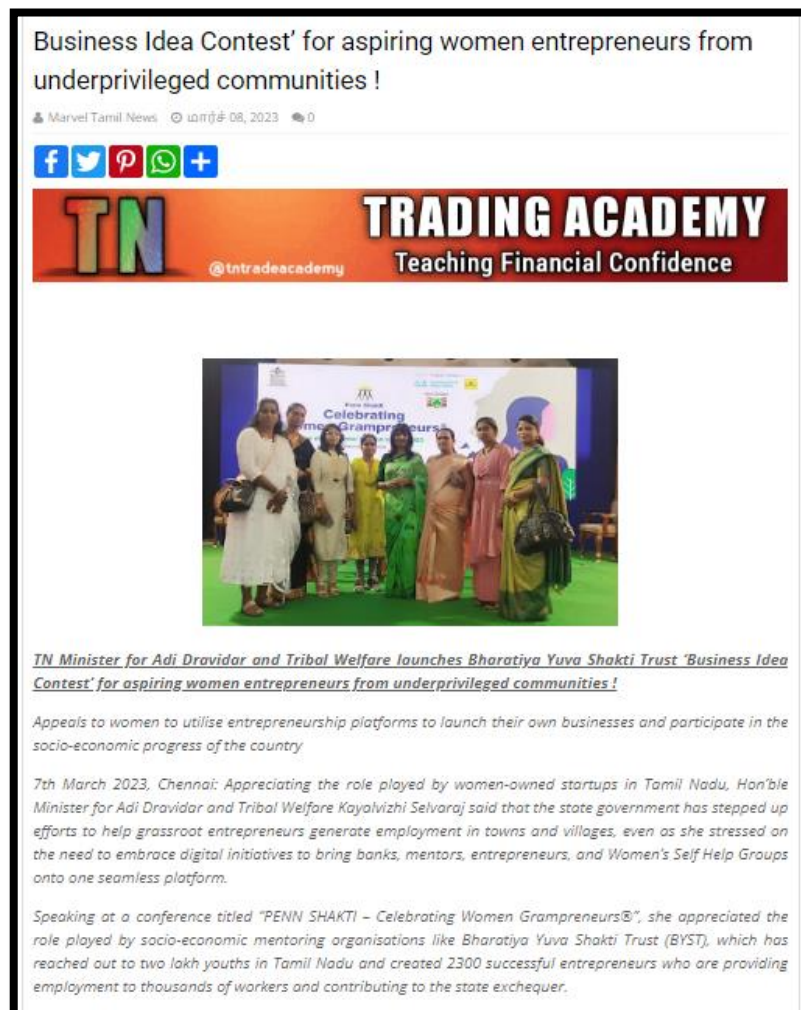 Business Idea Contest’ for aspiring women entrepreneurs from
underprivileged communities !
Marvel Tamil News மார்ச் 08, 2023 0
TN
@tntradeacademy
TRADING ACADEMY
Teaching Financial Confidence
Celebrating
TN Minister for Adi Dravidar and Tribal Welfare launches Bharatiya Yuva Shakti Trust ‘Business Idea
Contest’ for aspiring women entrepreneurs from underprivileged communities !
Appeals to women to utilise entrepreneurship platforms to launch their own businesses and participate in the
socio-economic progress of the country
7th March 2023, Chennai: Appreciating the role played by women-owned startups in Tamil Nadu, Hon’ble
Minister for Adi Dravidar and Tribal Welfare Kayalvizhi Selvaraj said that the state government has stepped up
efforts to help grassroot entrepreneurs generate employment in towns and villages, even as she stressed on
the need to embrace digital initiatives to bring banks, mentors, entrepreneurs, and Women’s Self Help Groups
onto one seamless platform.
Speaking at a conference titled “PENN SHAKTI – Celebrating Women Grampreneurs®”, she appreciated the
role played by socio-economic mentoring organisations like Bharatiya Yuva Shakti Trust (BYST), which has
reached out to two lakh youths in Tamil Nadu and created 2300 successful entrepreneurs who are providing
employment to thousands of workers and contributing to the state exchequer.